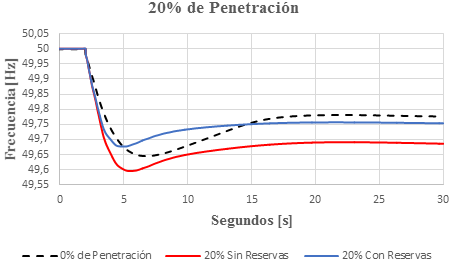 20% de Penetración
Frecuencia [Hz]
50,05
50
49,95
49,9
49,85
49,8
49,75
49,7
49,65
49,6
49,55
0 5 10 15 20 25 30
Segundos [s]
0% de Penetración 20% Sin Reservas 20% Con Reservas